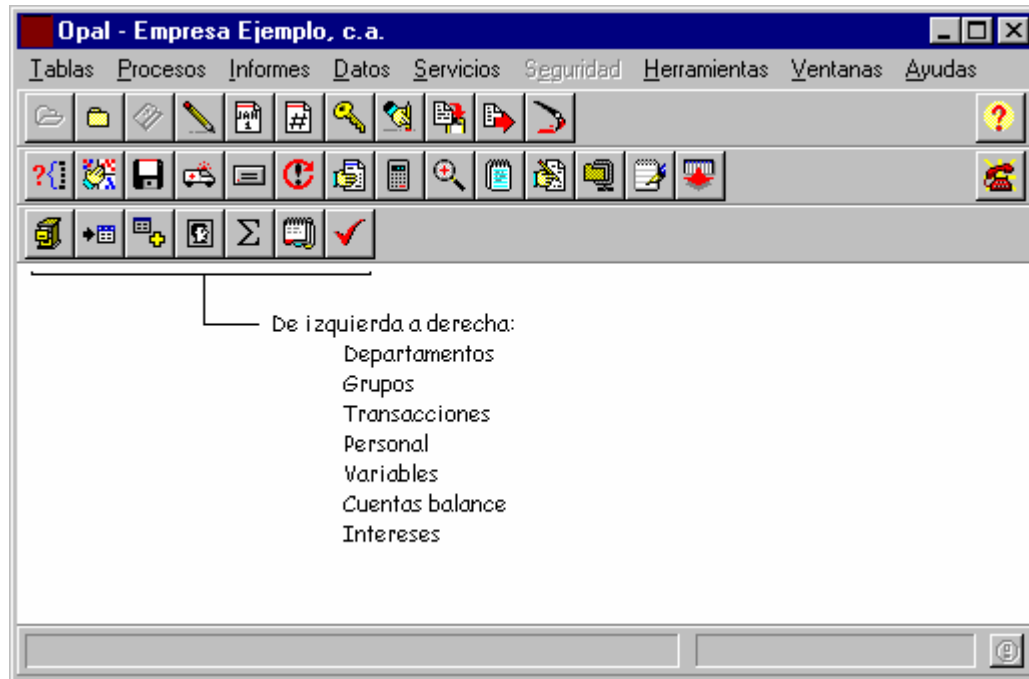 Opal - Empresa Ejemplo, c.a.
Tablas Procesos Informes Datos Servicios Seguridad Herramientas Ventanas Ayudas
De izquierda a derecha:
Departamentos
Grupos
Transacciones
Personal
Variables
Cuentas balance
Intereses